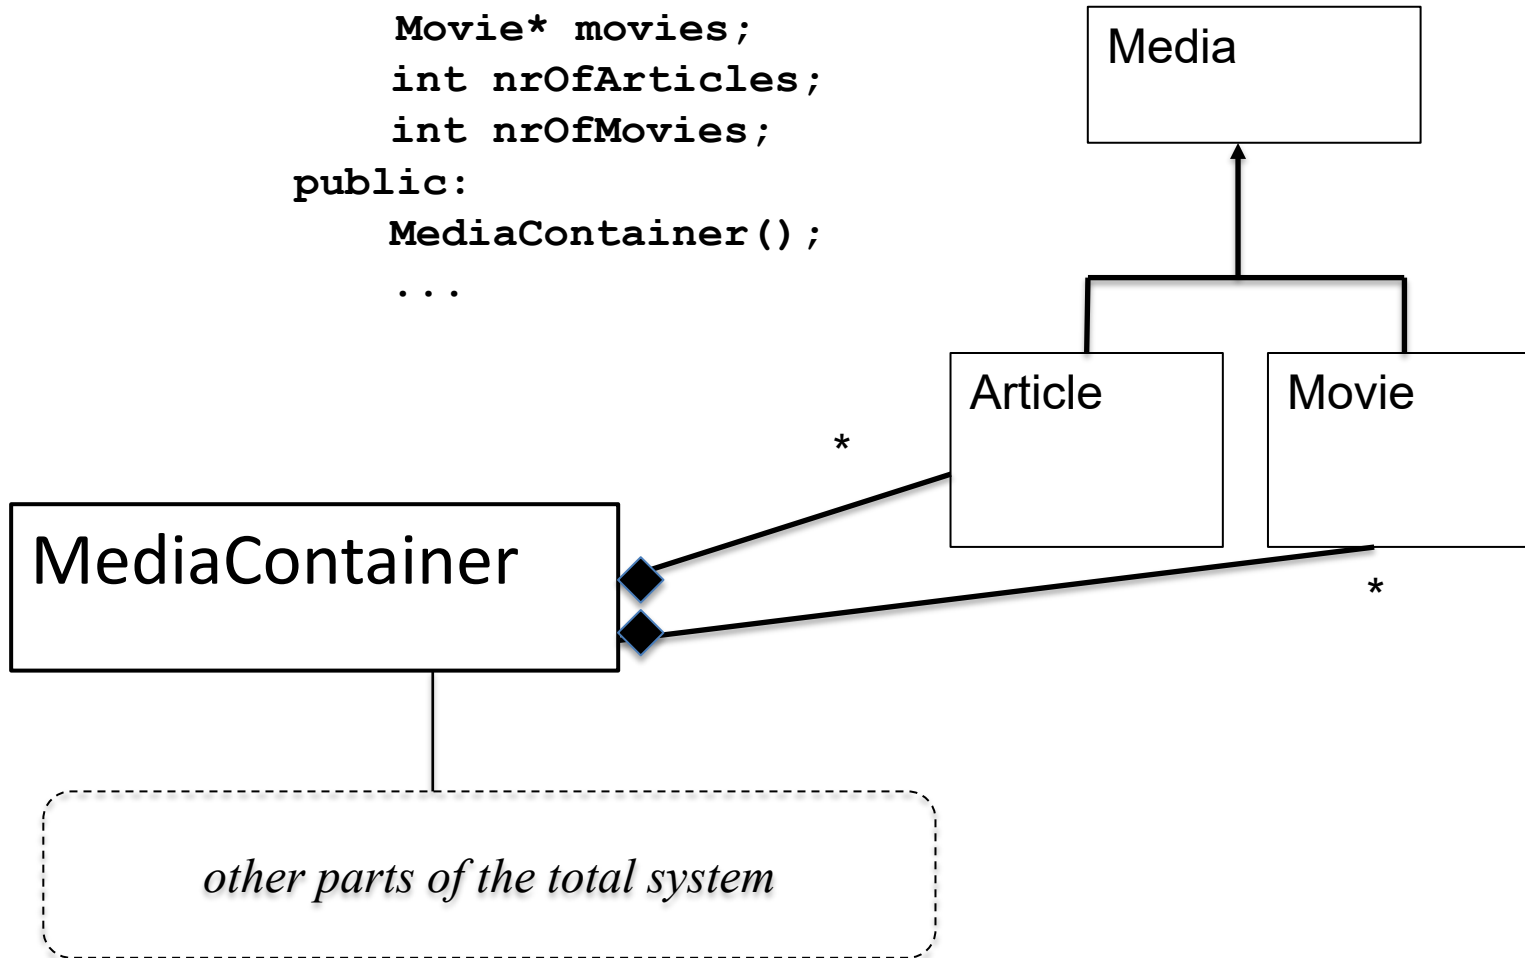 Movie* movies;
int nrOfArticles;
int nrOfMovies;
public:
MediaContainer();
...
Media
Article
Movie
*
*
MediaContainer
other parts of the total system